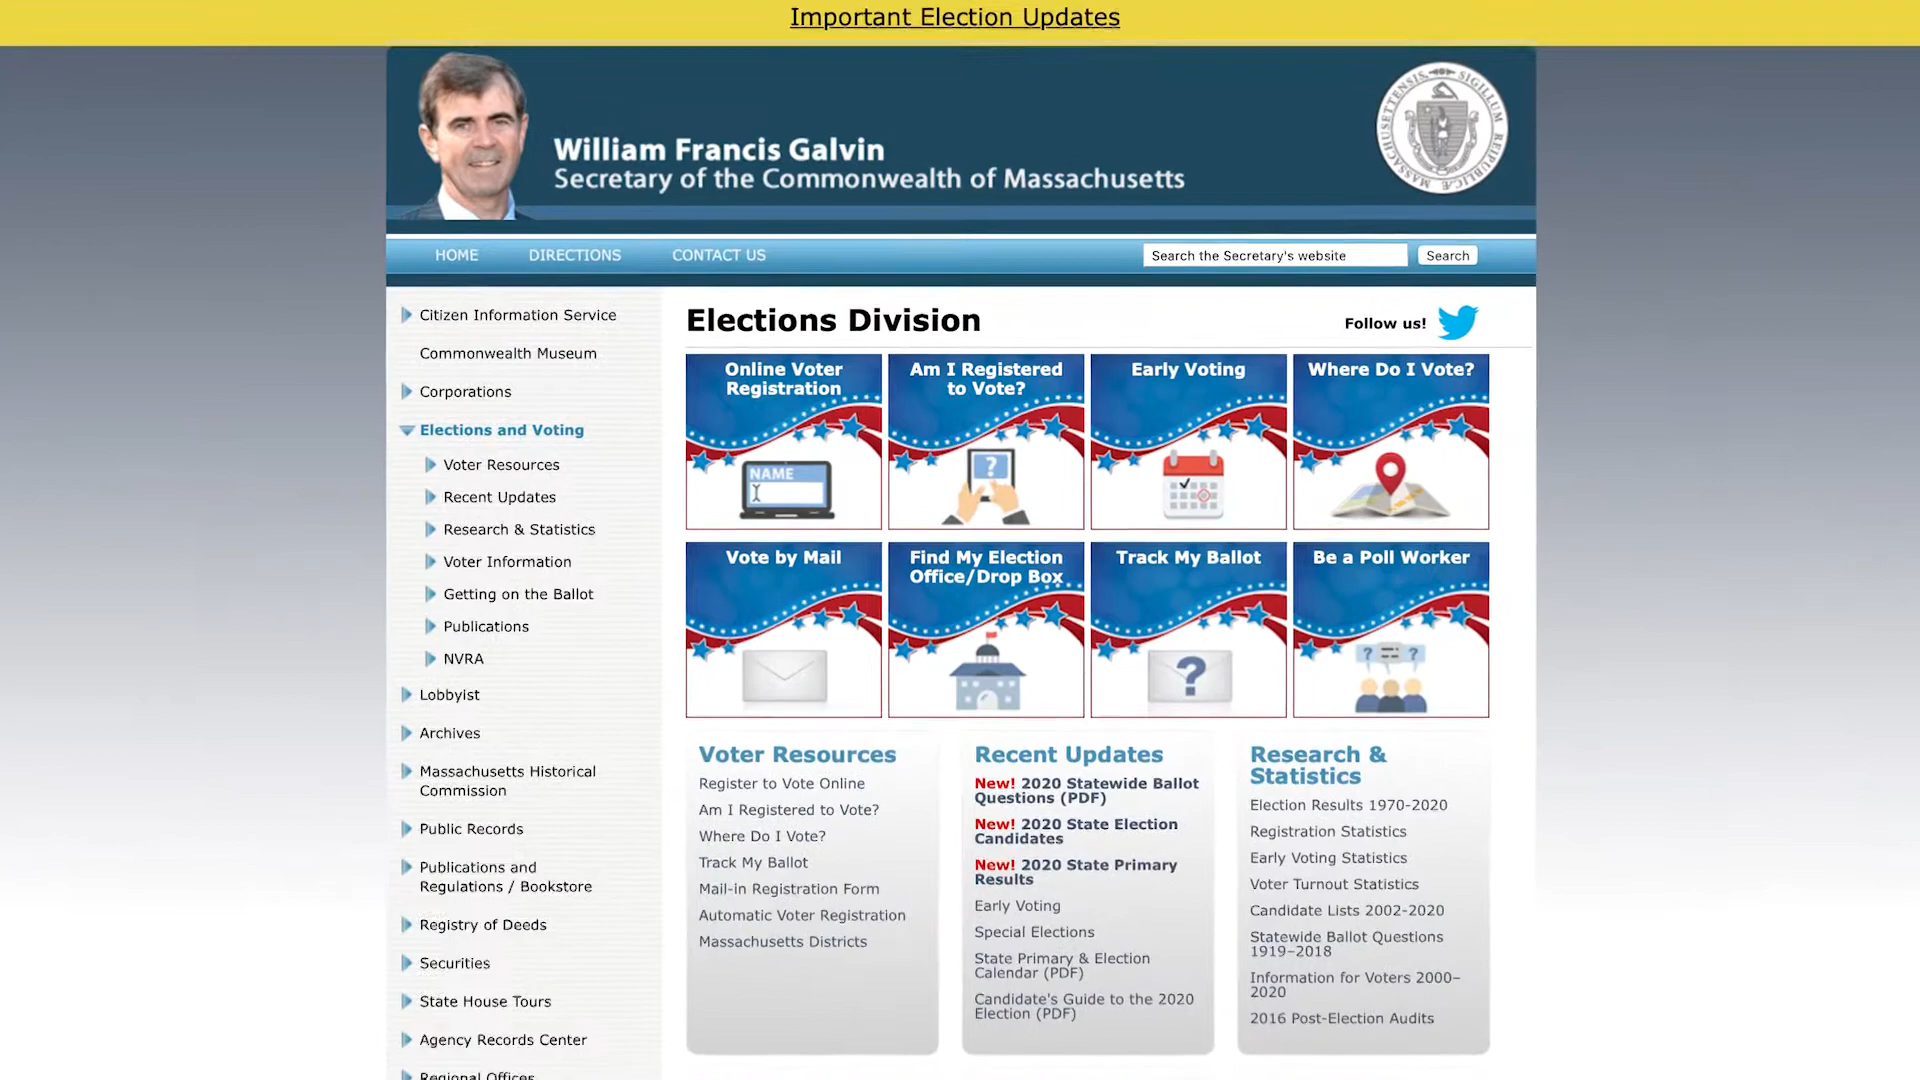 Important Election Updates
William Francis Galvin
Secretary of the Commonwealth of Massachusetts
MASSACHUSETTENSIS. SIGILLUM REIPUBLICÆ
HOME
DIRECTIONS
CONTACT US
Search the Secretary's website
Search
Citizen Information Service
Commonwealth Museum
Corporations
Elections and Voting
Voter Resources
Recent Updates
Research & Statistics
Voter Information
Getting on the Ballot
Publications
NVRA
Lobbyist
Archives
Massachusetts Historical
Commission
Public Records
Publications and
Regulations / Bookstore
Registry of Deeds
Securities
State House Tours
Agency Records Center
Regional Offices
Elections Division
Follow us!
Online Voter
Registration
NAME
Am I Registered
to Vote?
?
Early Voting
Where Do I Vote?
Vote by Mail
Find My Election
Office/Drop Box
Track My Ballot
?
Be a Poll Worker
? ?
Voter Resources
Register to Vote Online
Am I Registered to Vote?
Where Do I Vote?
Track My Ballot
Mail-in Registration Form
Automatic Voter Registration
Massachusetts Districts
Recent Updates
New! 2020 Statewide Ballot
Questions (PDF)
New! 2020 State Election
Candidates
New! 2020 State Primary
Results
Early Voting
Special Elections
State Primary & Election
Calendar (PDF)
Candidate's Guide to the 2020
Election (PDF)
Research &
Statistics
Election Results 1970-2020
Registration Statistics
Early Voting Statistics
Voter Turnout Statistics
Candidate Lists 2002-2020
Statewide Ballot Questions
1919–2018
Information for Voters 2000–
2020
2016 Post-Election Audits